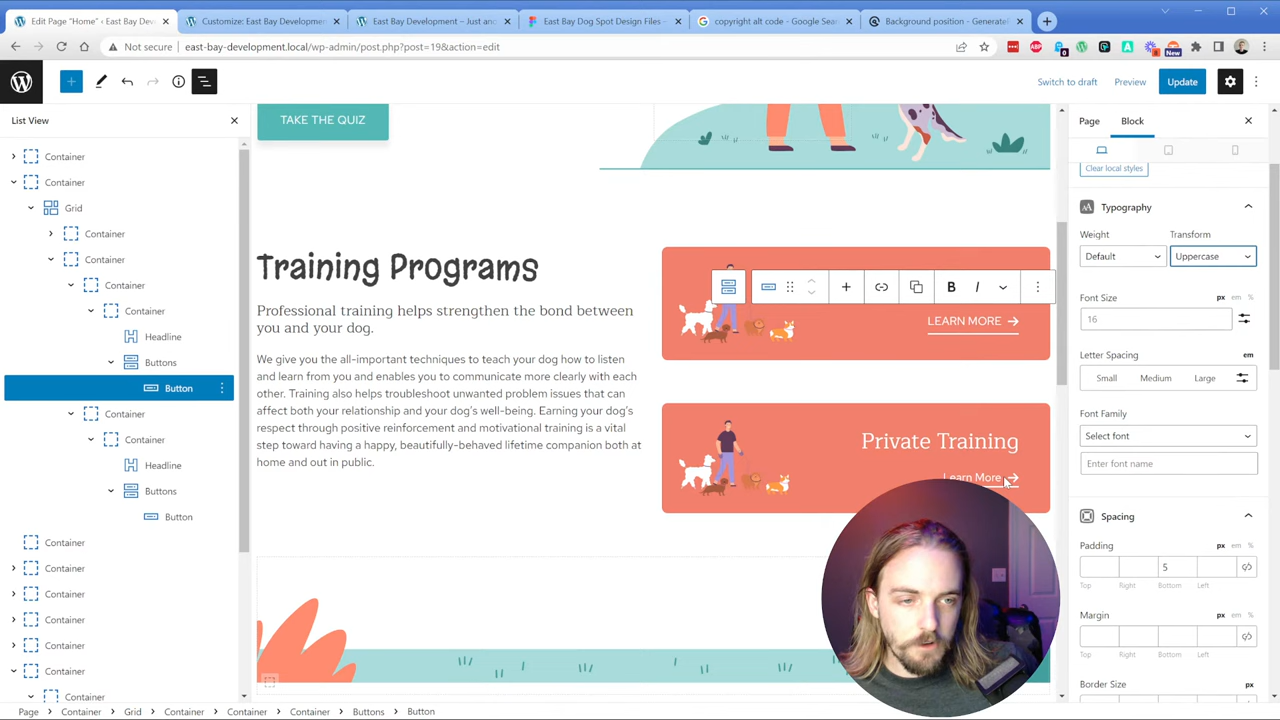 Edit Page "Home" ‹ East Bay Dev
Customize: East Bay Development
East Bay Development – Just ano
East Bay Dog Spot Design Files –
copyright alt code - Google Sear
Background position - GenerateP
Not secure
east-bay-development.local/wp-admin/post.php?post=19&action=edit
Switch to draft
Preview
Update
List View
Container
Container
Grid
Container
Container
Container
Container
Headline
Buttons
Button
Container
Container
Headline
Buttons
Button
Container
Container
Container
Container
Container
Container
Container
TAKE THE QUIZ
Training Programs
Professional training helps strengthen the bond between
you and your dog.
We give you the all-important techniques to teach your dog how to listen
and learn from you and enables you to communicate more clearly with each
other. Training also helps troubleshoot unwanted problem issues that can
affect both your relationship and your dog's well-being. Earning your dog's
respect through positive reinforcement and motivational training is a vital
step toward having a happy, beautifully-behaved lifetime companion both at
home and out in public.
B
I
LEARN MORE
Private Training
Learn More
Page
Block
Clear local styles
Typography
Weight
Transform
Default
Uppercase
Font Size
px em %
16
Letter Spacing
em
Small
Medium
Large
Font Family
Select font
Enter font name
Spacing
Padding
px em %
5
Top
Right
Bottom
Left
Margin
px em %
Top
Right
Bottom
Left
Border Size
px
Page
Container
Grid
Container
Container
Container
Buttons
Button